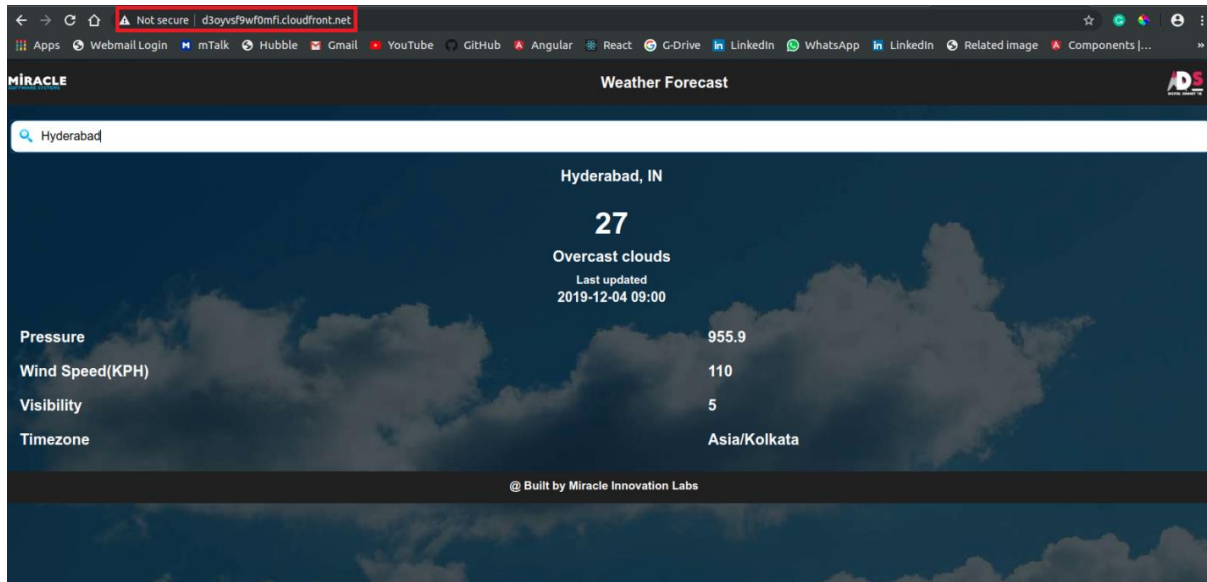 Not secure | d3oyvsf9wf0mfi.cloudfront.net
Apps Webmail Login mTalk Hubble Gmail YouTube GitHub Angular React G-Drive LinkedIn WhatsApp LinkedIn Related image Components |... »
MIRACLE Weather Forecast DS
Hyderabad
Hyderabad, IN
27
Overcast clouds
Last updated
2019-12-04 09:00
Pressure 955.9
Wind Speed(KPH) 110
Visibility 5
Timezone Asia/Kolkata
@ Built by Miracle Innovation Labs